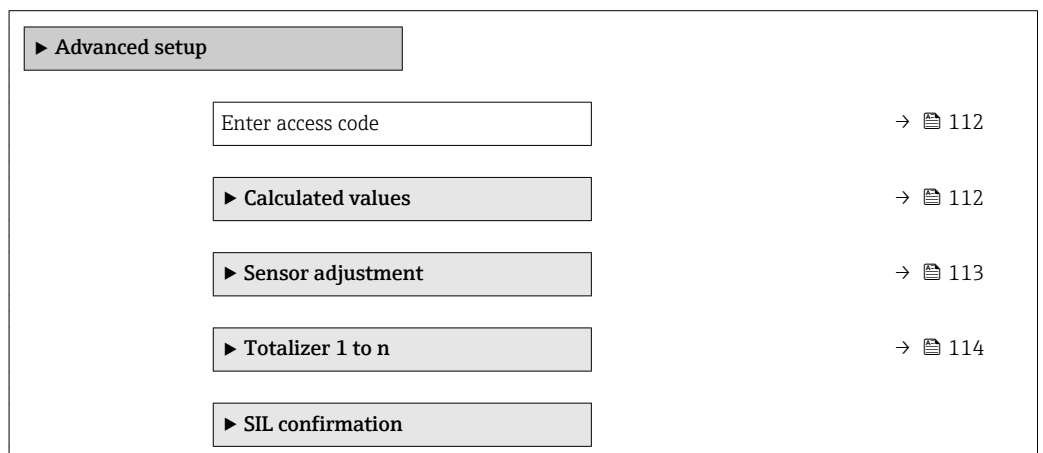 ▶ Advanced setup
Enter access code → 112
▶ Calculated values → 112
▶ Sensor adjustment → 113
▶ Totalizer 1 to n → 114
▶ SIL confirmation